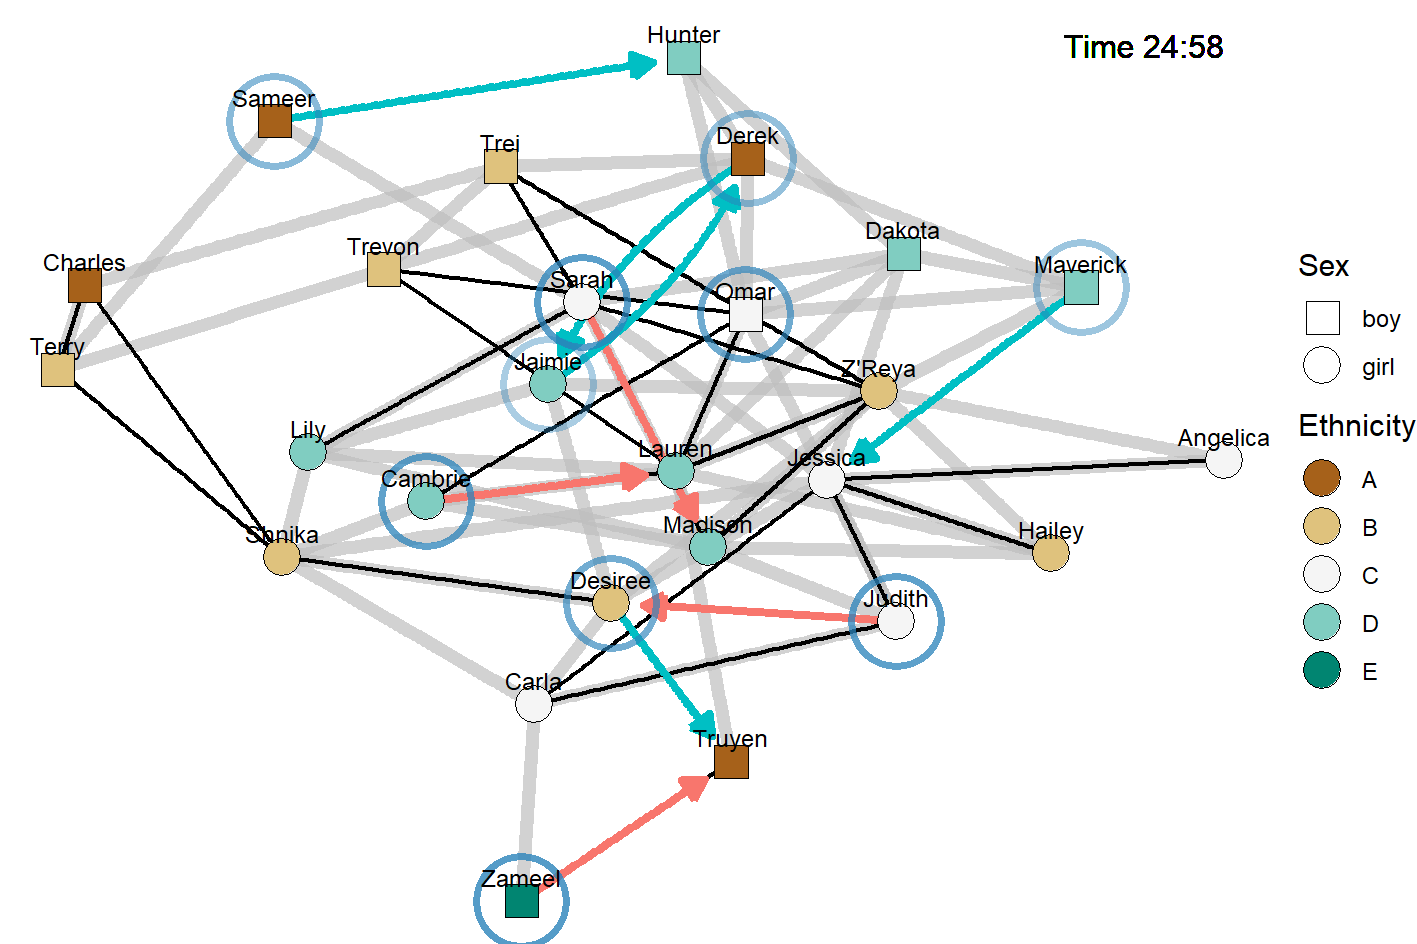 Hunter
Time 24:58
Sameer
Trei
Derek
Dakota
Charles
Trevon
Sarah
Omar
Maverick
Sex
boy
Terry
Jaimie
Z'Reya
girl
Lily
Lauren
Jessica
Angelica
Ethnicity
Cambrie
A
Shnika
Madison
Hailey
B
Desiree
Judith
C
D
Carla
E
Truyen
Zameel